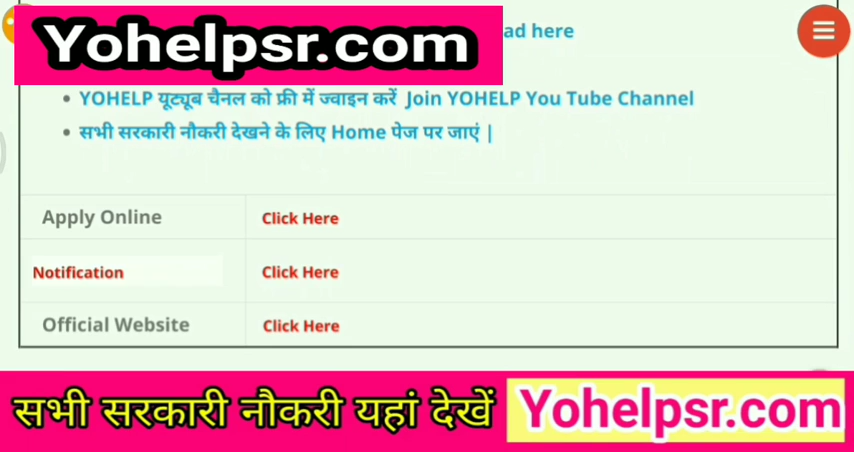 Yohelpsr.com
ad here
YOHELP यूट्यूब चैनल को फ्री में ज्वाइन करें Join YOHELP You Tube Channel
सभी सरकारी नौकरी देखने के लिए Home पेज पर जाएं |
Apply Online Click Here
Notification Click Here
Official Website Click Here
सभी सरकारी नौकरी यहां देखें Yohelpsr.com